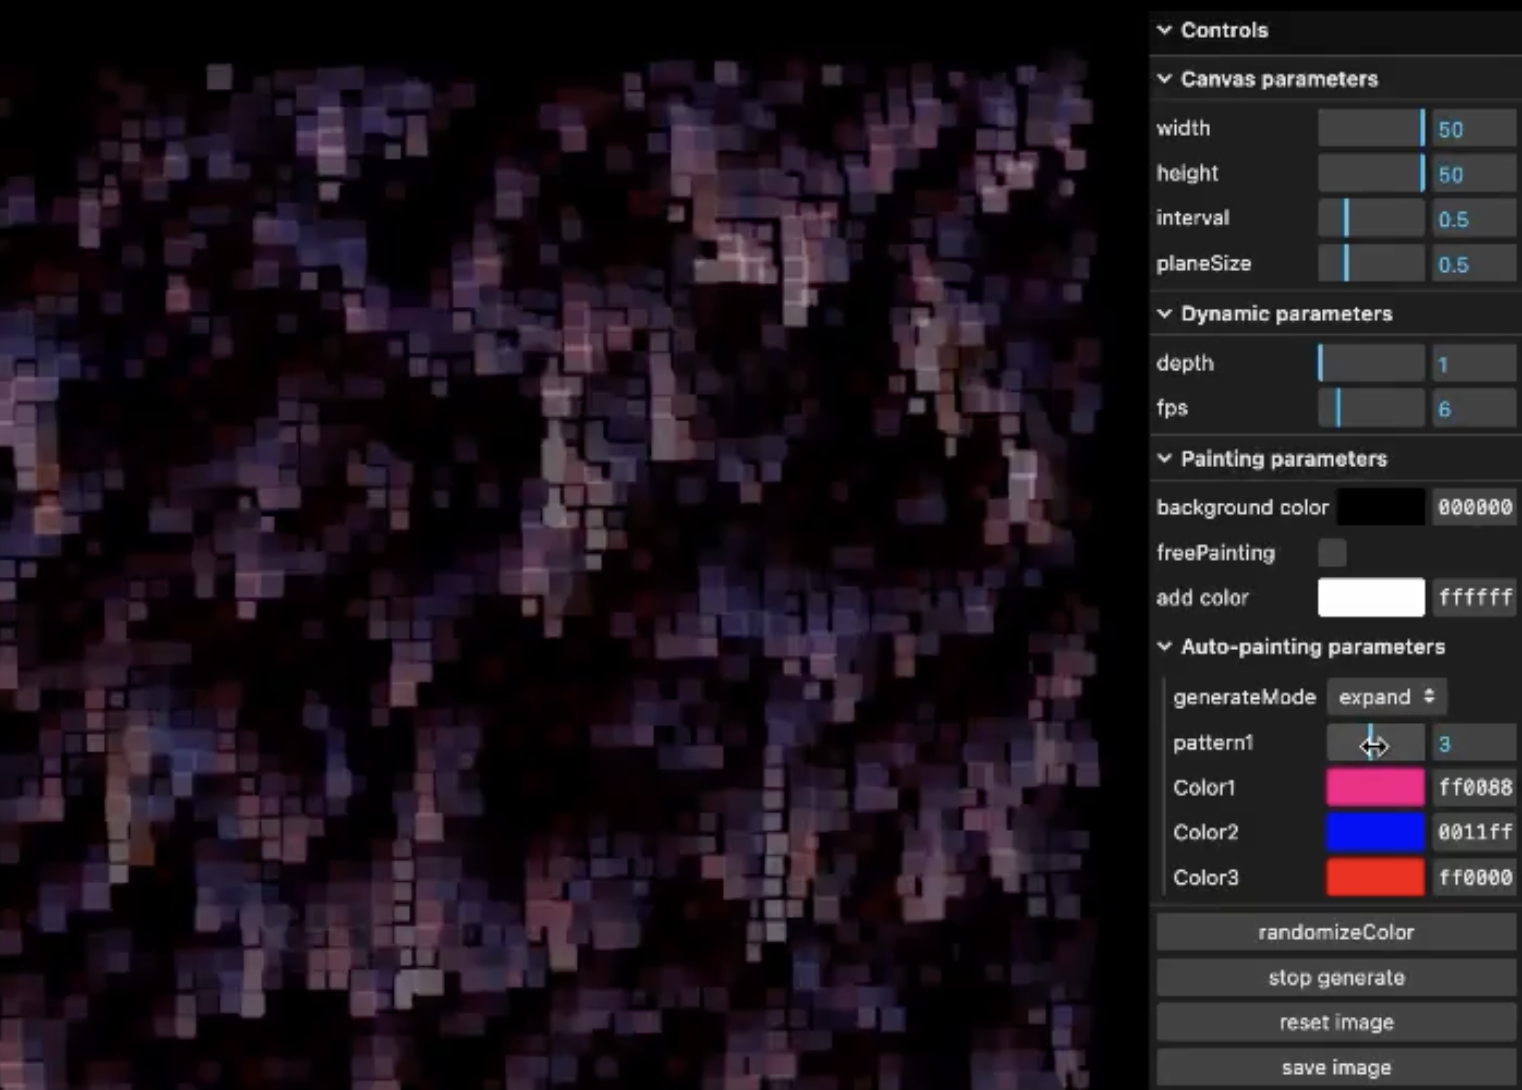 Controls
Canvas parameters
width 50
height 50
interval 0.5
planeSize 0.5
Dynamic parameters
depth 1
fps 6
Painting parameters
background color 000000
freePainting
add color ffffff
Auto-painting parameters
generateMode expand
pattern1 3
Color1 ff0088
Color2 0011ff
Color3 ff0000
randomizeColor
stop generate
reset image
save image